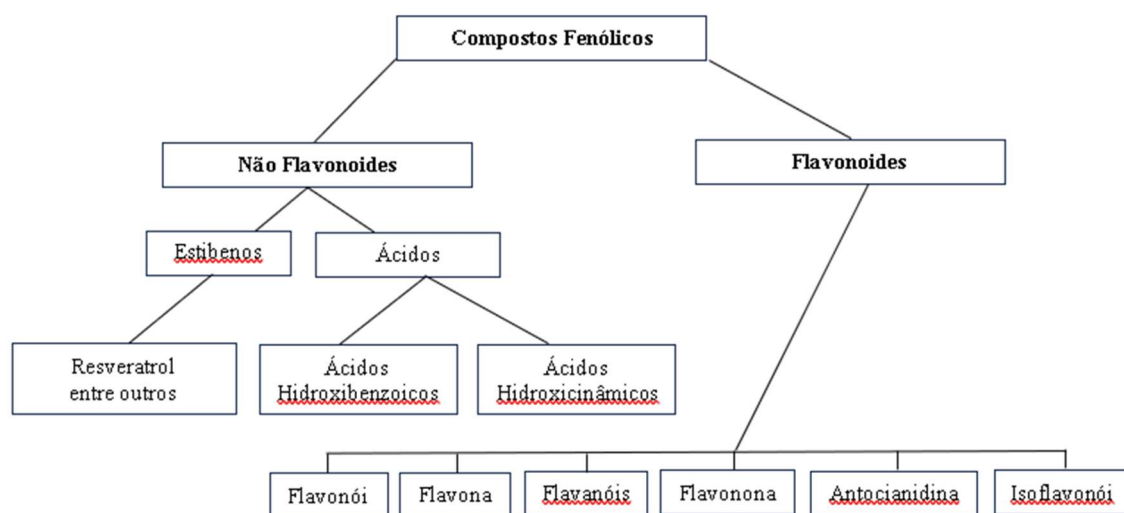 Compostos Fenólicos
Não Flavonoides
Flavonoides
Estibenos
Ácidos
Resveratrol
entre outros
Ácidos
Hidroxibenzoicos
Ácidos
Hidroxicinâmicos
Flavonói
Flavona
Flavanóis
Flavonona
Antocianidina
Isoflavonói